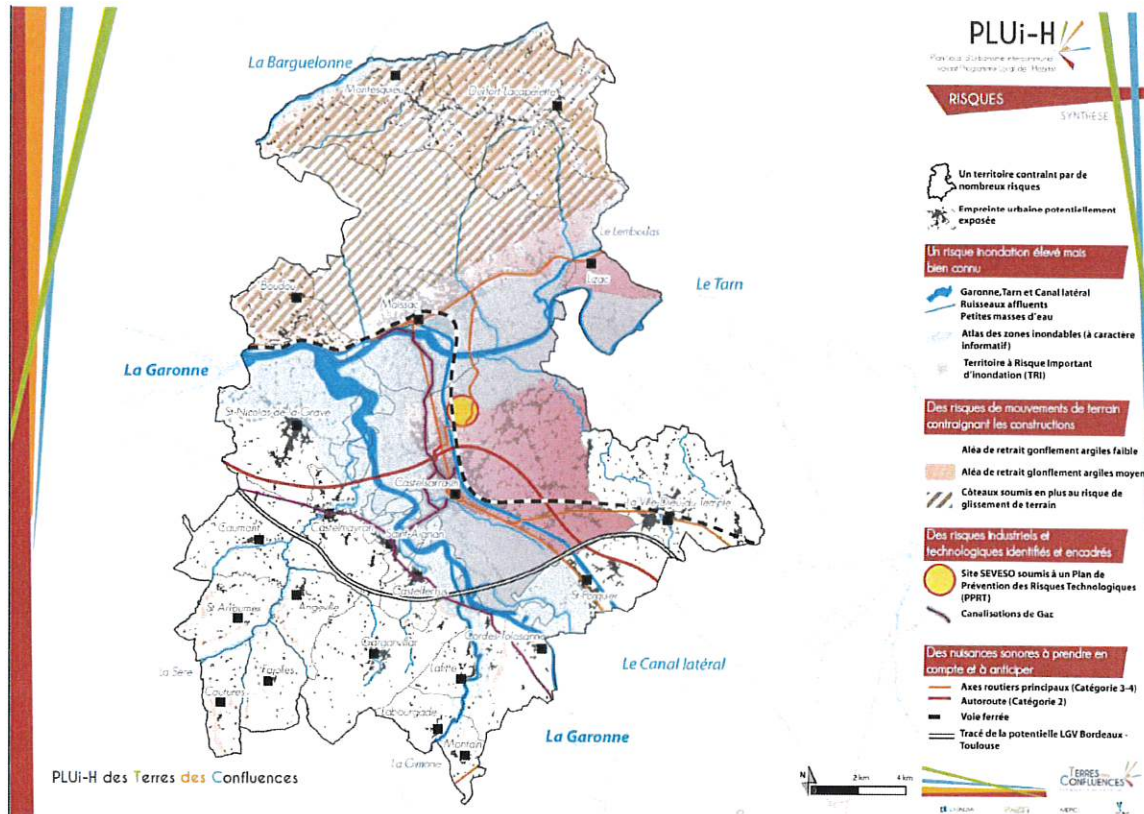 PLUi-H
RISQUES
SYNTHÈSE
Un territoire contraint par de
nombreux risques
Empreinte urbaine potentiellement
exposée
Un risque inondation élevé mais
bien connu
Garonne,Tarn et Canal latéral
Ruisseaux affluents
Petites masses d'eau
Atlas des zones inondables (à caractère
informatif)
Territoire à Risque Important
d'inondation (TRI)
Des risques de mouvements de terrain
contraignant les constructions
Aléa de retrait gonflement argiles faible
Aléa de retrait glonflement argiles moyen
Côteaux soumis en plus au risque de
glissement de terrain
Des risques industriels et
technologiques identifiés et encadrés
Site SEVESO soumis à un Plan de
Prévention des Risques Technologiques
(PPRT)
Canalisations de Gaz
Des nuisances sonores à prendre en
compte et à anticiper
Axes routiers principaux (Catégorie 3-4)
Autoroute (Catégorie 2)
Voie ferrée
Tracé de la potentielle LGV Bordeaux -
Toulouse
La Barguelonne
Montesquieu
Durfort-Lacapelette
Le Lemboulas
Lizac
Le Tarn
Boudou
Moissac
La Garonne
St-Nicolas-de-la-Grave
Castelsarrasin
La Ville-Dieu-du-Temple
Castelmayran
Caumont
Saint-Aignan
Castelferrus
St-Porquier
St-Arroumex
Angeville
Garganvillar
Cordes-Tolosannes
Le Canal latéral
La Sère
Fajolles
Lafitte
Coutures
Labourgade
La Garonne
Montain
La Gimone
PLUi-H des Terres des Confluences
N
2 km
4 km
TERRES
CONFLUENCES